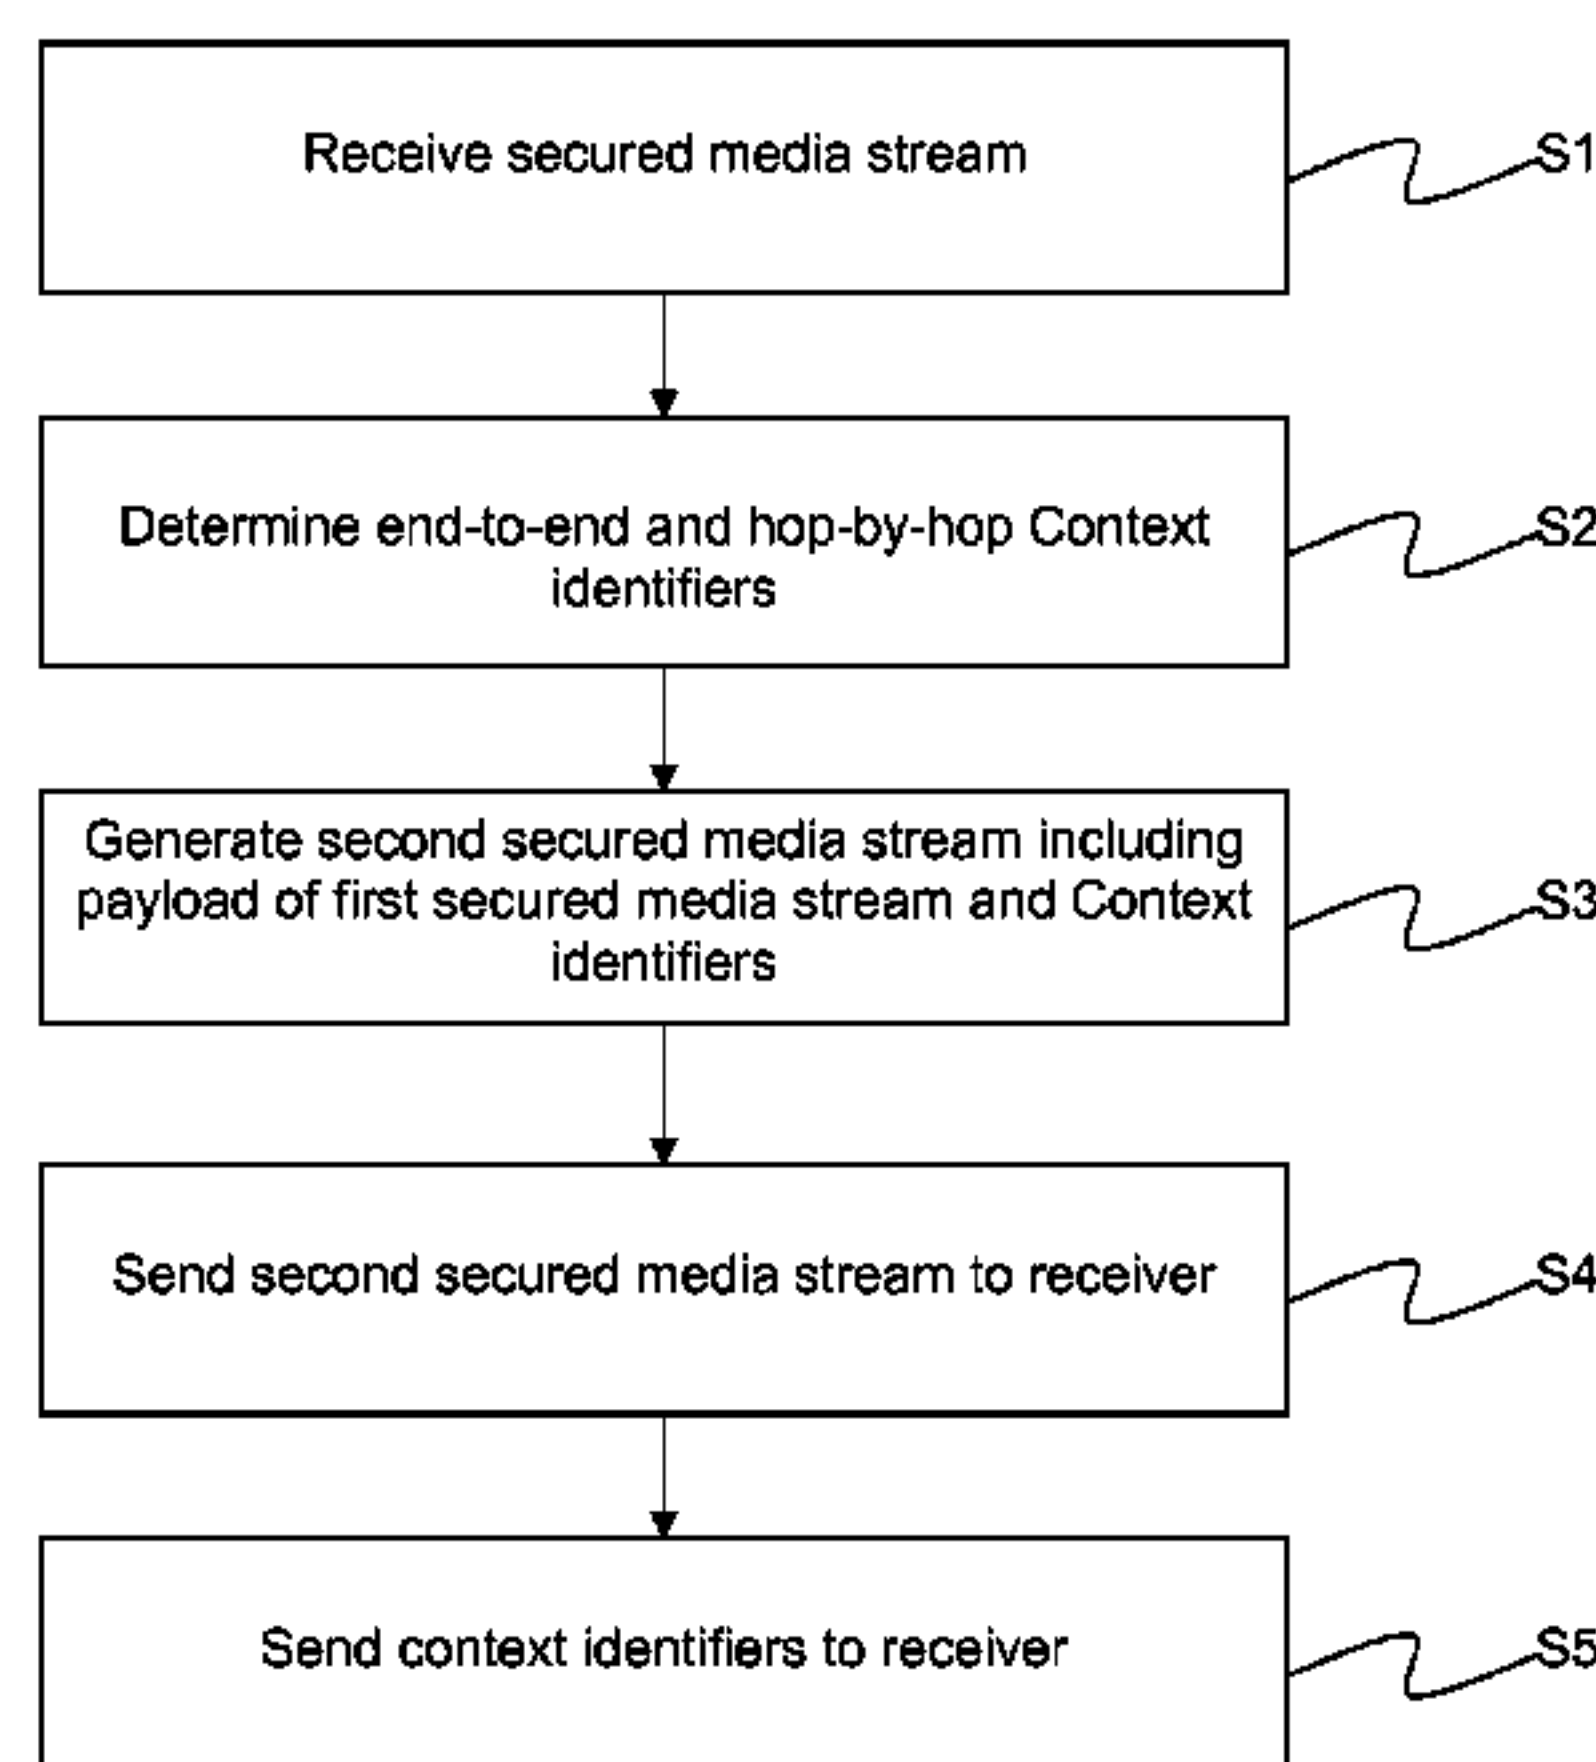 Receive secured media stream
S1
Determine end-to-end and hop-by-hop Context
identifiers
S2
Generate second secured media stream including
payload of first secured media stream and Context
identifiers
S3
Send second secured media stream to receiver
S4
Send context identifiers to receiver
S5